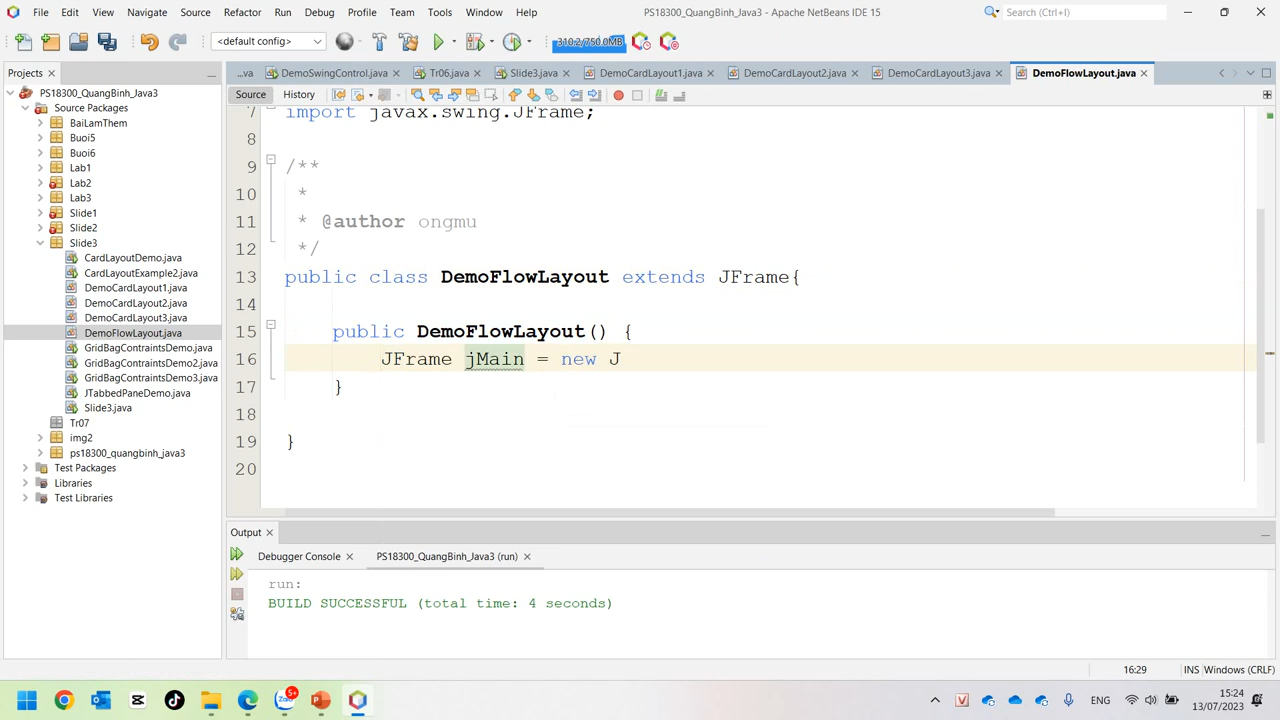 File Edit View Navigate Source Refactor Run Debug Profile Team Tools Window Help
PS18300_QuangBinh_Java3 - Apache NetBeans IDE 15
Search (Ctrl+I)
<default config>
310.2/750.0MB
Projects
...va
DemoSwingControl.java
Tr06.java
Slide3.java
DemoCardLayout1.java
DemoCardLayout2.java
DemoCardLayout3.java
DemoFlowLayout.java
Source History
PS18300_QuangBinh_Java3
Source Packages
BaiLamThem
Buoi5
Buoi6
Lab1
Lab2
Lab3
Slide1
Slide2
Slide3
CardLayoutDemo.java
CardLayoutExample2.java
DemoCardLayout1.java
DemoCardLayout2.java
DemoCardLayout3.java
DemoFlowLayout.java
GridBagContraintsDemo.java
GridBagContraintsDemo2.java
GridBagContraintsDemo3.java
JTabbedPaneDemo.java
Slide3.java
Tr07
img2
ps18300_quangbinh_java3
Test Packages
Libraries
Test Libraries
7 import javax.swing.JFrame;
8
9 /**
10 *
11 * @author ongmu
12 */
13 public class DemoFlowLayout extends JFrame{
14
15 public DemoFlowLayout() {
16 JFrame jMain = new J
17 }
18
19 }
20
Output
Debugger Console
PS18300_QuangBinh_Java3 (run)
run:
BUILD SUCCESSFUL (total time: 4 seconds)
16:29
INS
Windows (CRLF)
5+
Zalo
V
ENG
15:24
13/07/2023